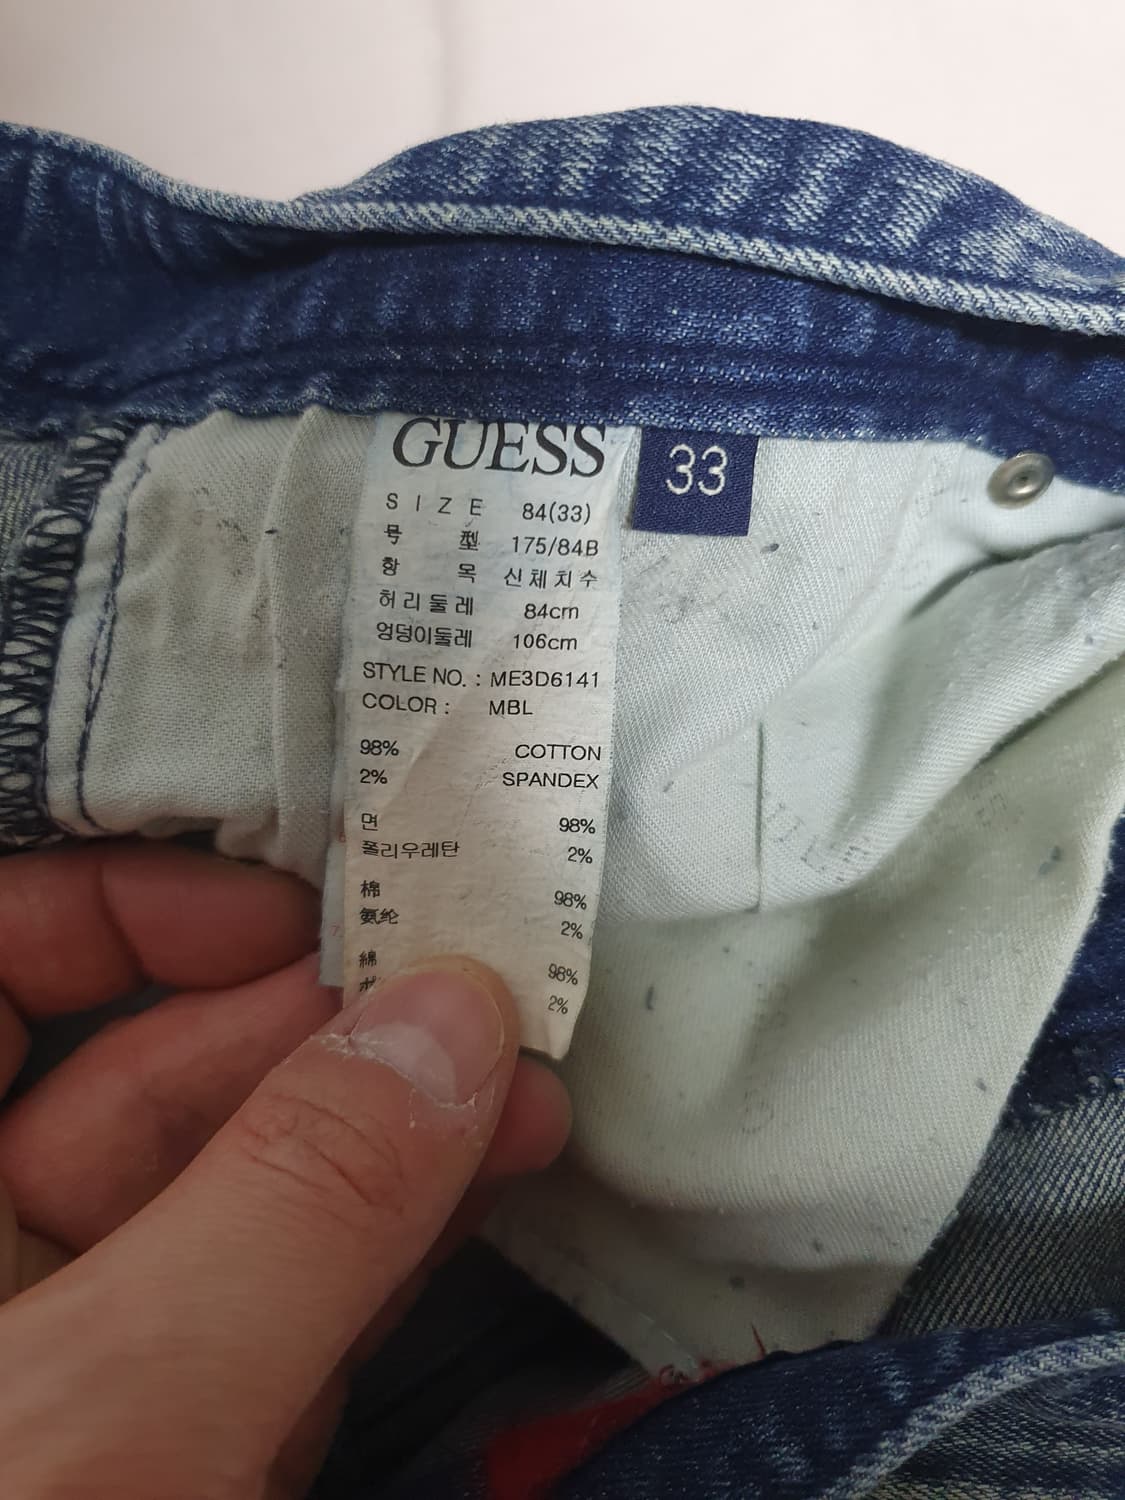 GUESS
33
SIZE 84(33)
号型 175/84B
항목 신체치수
허리둘레 84cm
엉덩이둘레 106cm
STYLE NO. : ME3D6141
COLOR : MBL
98% COTTON
2% SPANDEX
면 98%
폴리우레탄 2%
棉 98%
氨纶 2%
綿 98%
2%